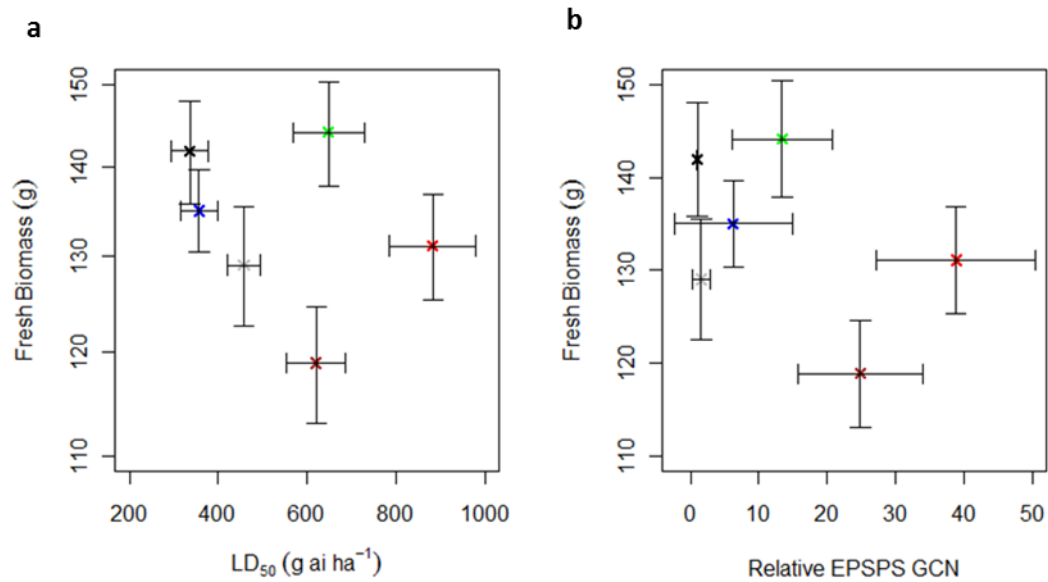 a
Fresh Biomass (g)
150
140
130
120
110
200 400 600 800 1000
LD₅₀ (g ai ha⁻¹)
b
Fresh Biomass (g)
150
140
130
120
110
0 10 20 30 40 50
Relative EPSPS GCN